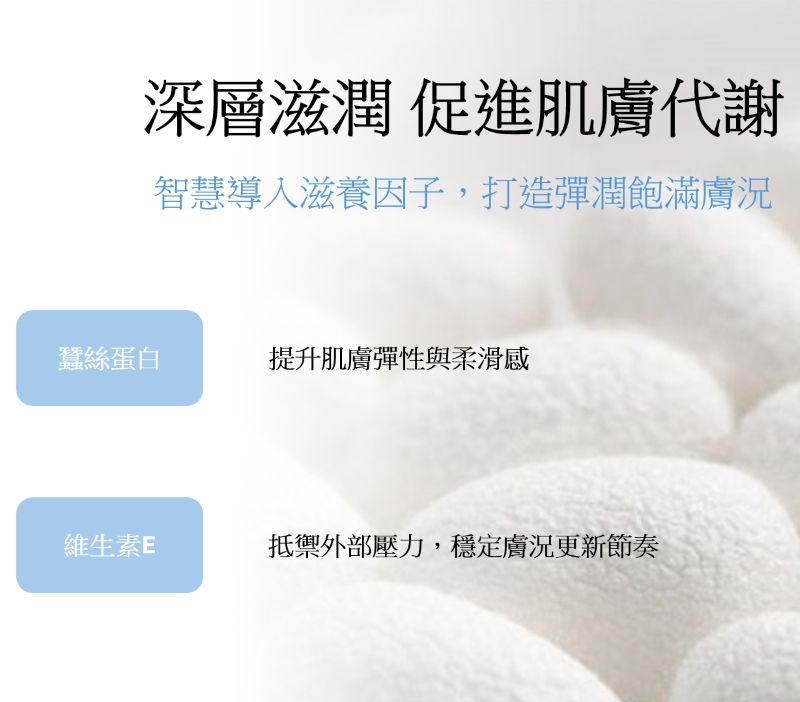 深層滋潤 促進肌膚代謝
智慧導入滋養因子，打造彈潤飽滿膚況
蠶絲蛋白
提升肌膚彈性與柔滑感
維生素E
抵禦外部壓力，穩定膚況更新節奏